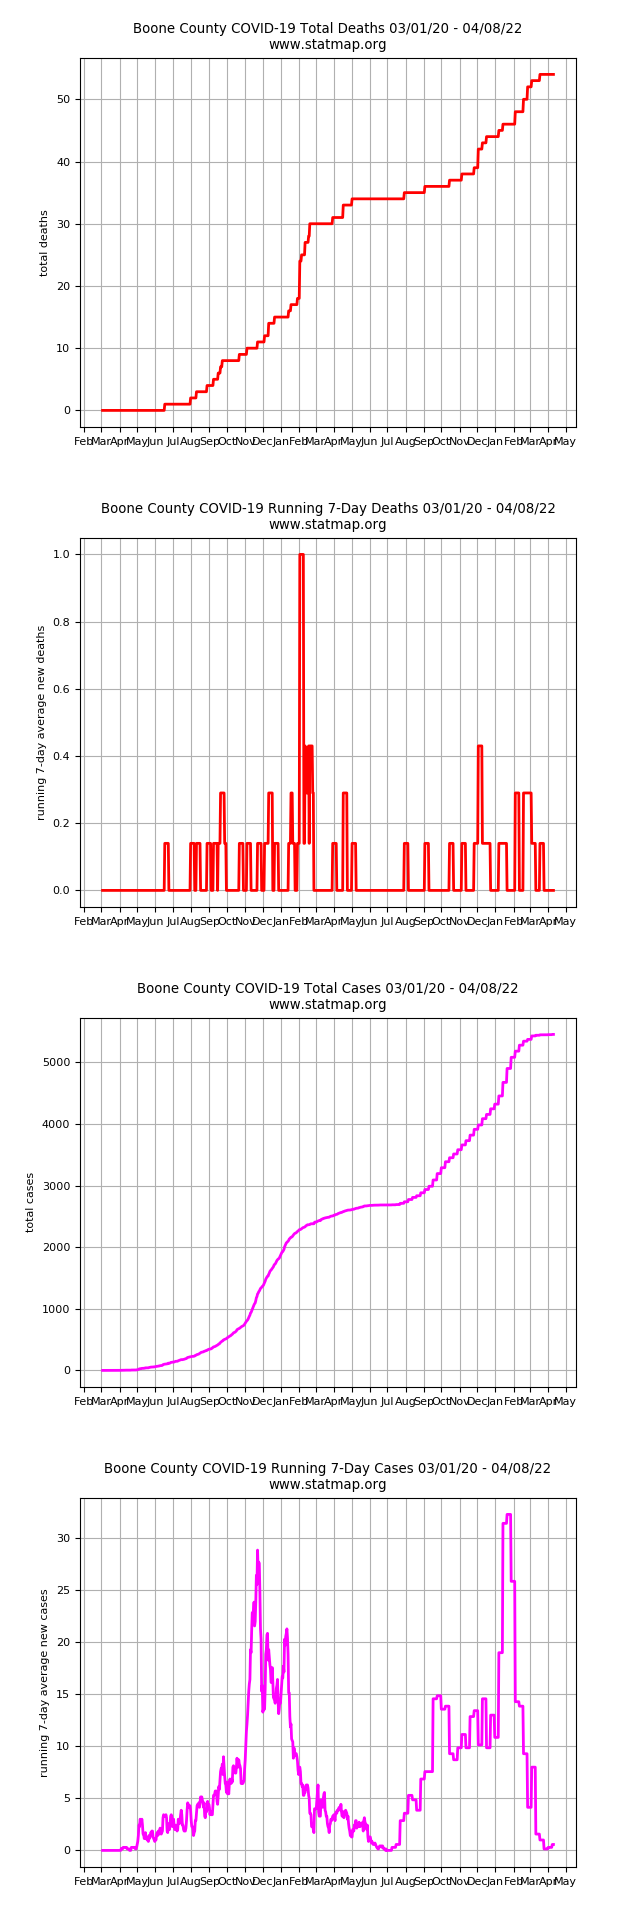 Boone County COVID-19 Total Deaths 03/01/20 - 04/08/22
www.statmap.org
total deaths
50
40
30
20
10
0
Feb Mar Apr May Jun Jul Aug Sep Oct Nov Dec Jan Feb Mar Apr May Jun Jul Aug Sep Oct Nov Dec Jan Feb Mar Apr May
Boone County COVID-19 Running 7-Day Deaths 03/01/20 - 04/08/22
www.statmap.org
running 7-day average new deaths
1.0
0.8
0.6
0.4
0.2
0.0
Feb Mar Apr May Jun Jul Aug Sep Oct Nov Dec Jan Feb Mar Apr May Jun Jul Aug Sep Oct Nov Dec Jan Feb Mar Apr May
Boone County COVID-19 Total Cases 03/01/20 - 04/08/22
www.statmap.org
total cases
5000
4000
3000
2000
1000
0
Feb Mar Apr May Jun Jul Aug Sep Oct Nov Dec Jan Feb Mar Apr May Jun Jul Aug Sep Oct Nov Dec Jan Feb Mar Apr May
Boone County COVID-19 Running 7-Day Cases 03/01/20 - 04/08/22
www.statmap.org
running 7-day average new cases
30
25
20
15
10
5
0
Feb Mar Apr May Jun Jul Aug Sep Oct Nov Dec Jan Feb Mar Apr May Jun Jul Aug Sep Oct Nov Dec Jan Feb Mar Apr May